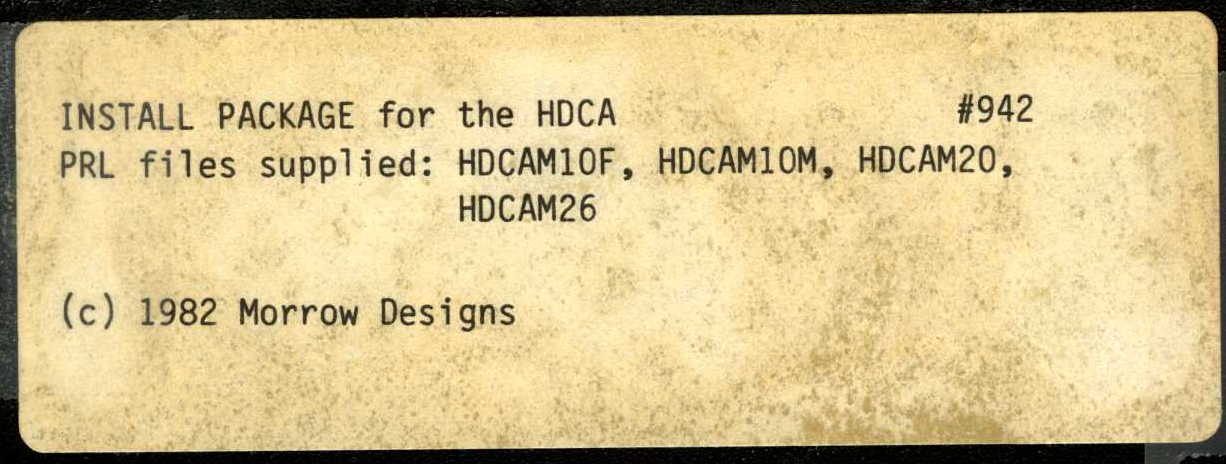 INSTALL PACKAGE for the HDCA #942
PRL files supplied: HDCAM10F, HDCAM10M, HDCAM20,
HDCAM26
(c) 1982 Morrow Designs